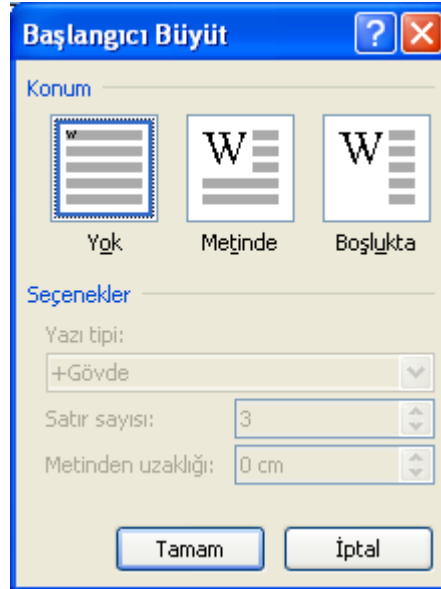 Başlangıcı Büyüt
Konum
W W W
Yok Metinde Boşlukta
Seçenekler
Yazı tipi:
+Gövde
Satır sayısı: 3
Metinden uzaklığı: 0 cm
Tamam İptal